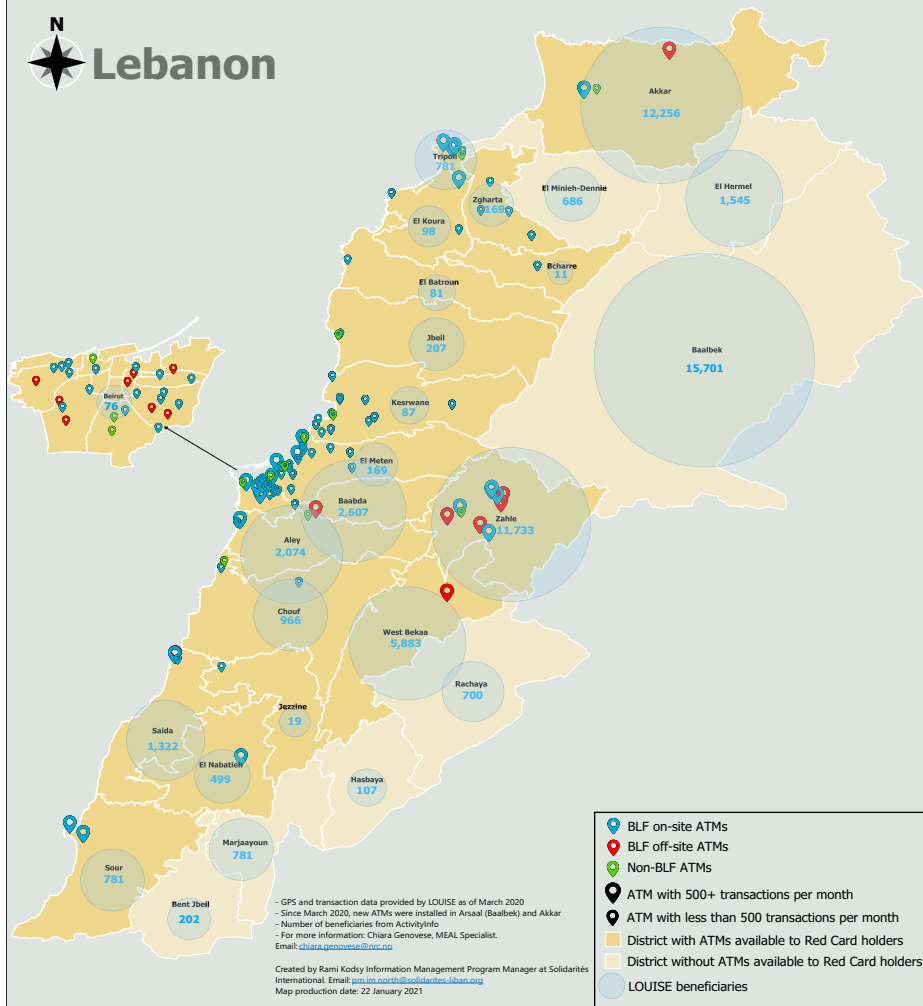 N
Lebanon
Akkar
12,256
Tripoli
781
El Minieh-Dennie
686
El Hermel
1,545
Zgharta
169
El Koura
98
Bcharre
11
El Batroun
81
Jbeil
207
Baalbek
15,701
Beirut
76
Kesrwane
87
El Meten
169
Baabda
2,607
Zahle
11,733
Aley
2,074
Chouf
966
West Bekaa
5,883
Rachaya
700
Jezzine
19
Saida
1,322
El Nabatieh
499
Hasbaya
107
Marjaayoun
781
Sour
781
Bent Jbeil
202
- GPS and transaction data provided by LOUISE as of March 2020
- Since March 2020, new ATMs were installed in Arsaal (Baalbek) and Akkar
- Number of beneficiaries from ActivityInfo
- For more information: Chiara Genovese, MEAL Specialist.
Email: chiara.genovese@nrc.no
Created by Rami Kodsy Information Management Program Manager at Solidarités
International. Email: pm.im.north@solidarites-liban.org
Map production date: 22 January 2021
BLF on-site ATMs
BLF off-site ATMs
Non-BLF ATMs
ATM with 500+ transactions per month
ATM with less than 500 transactions per month
District with ATMs available to Red Card holders
District without ATMs available to Red Card holders
LOUISE beneficiaries